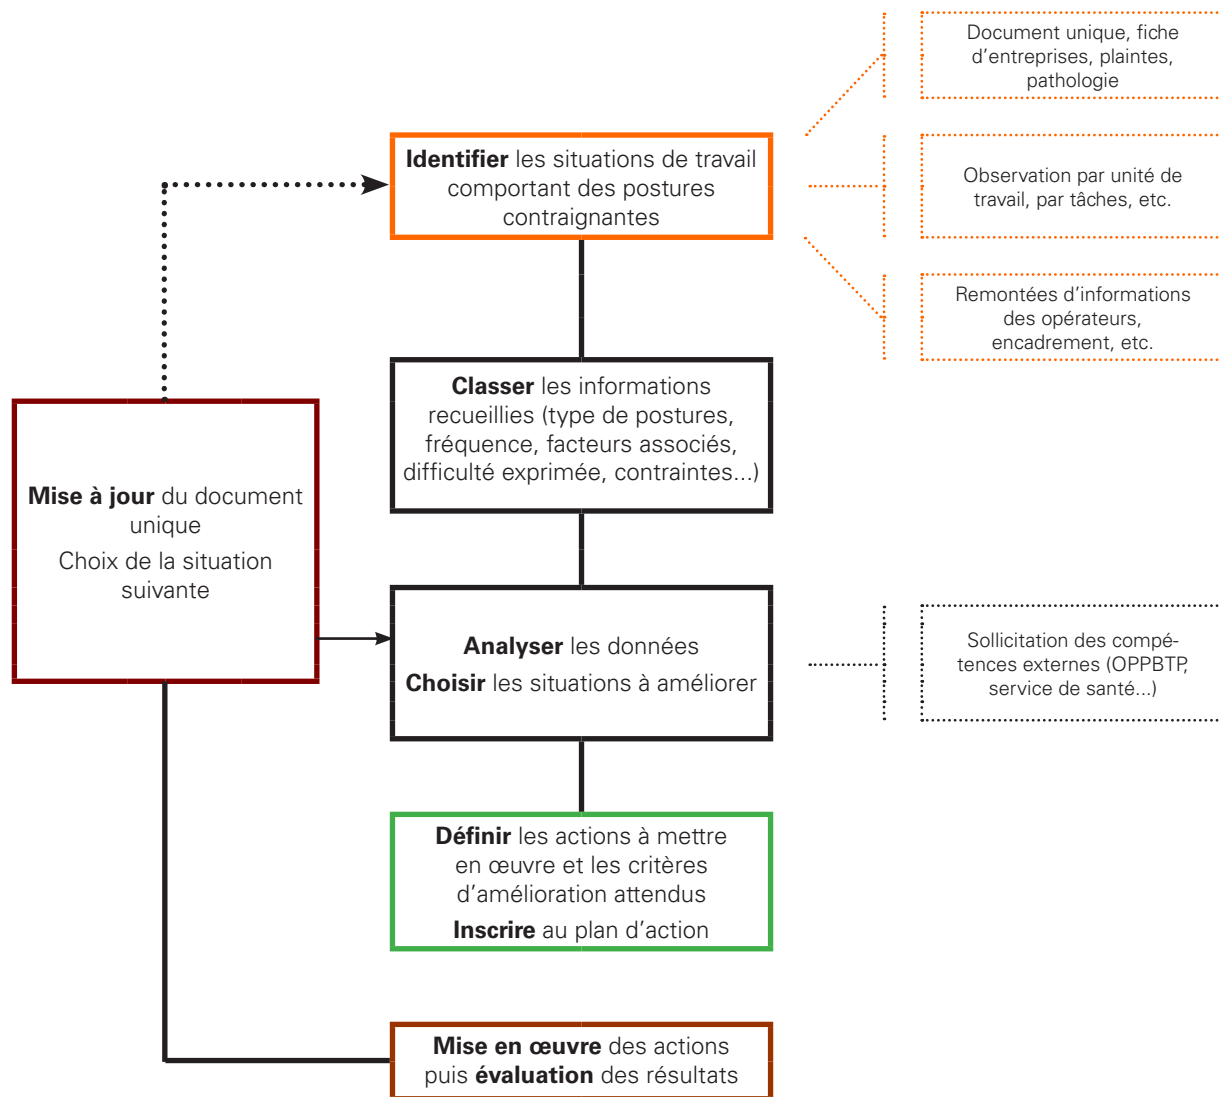 Document unique, fiche
d’entreprises, plaintes,
pathologie
Identifier les situations de travail
comportant des postures
contraignantes
Observation par unité de
travail, par tâches, etc.
Remontées d’informations
des opérateurs,
encadrement, etc.
Classer les informations
recueillies (type de postures,
fréquence, facteurs associés,
difficulté exprimée, contraintes...)
Mise à jour du document
unique
Choix de la situation
suivante
Analyser les données
Choisir les situations à améliorer
Sollicitation des compé-
tences externes (OPPBTP,
service de santé...)
Définir les actions à mettre
en œuvre et les critères
d’amélioration attendus
Inscrire au plan d’action
Mise en œuvre des actions
puis évaluation des résultats